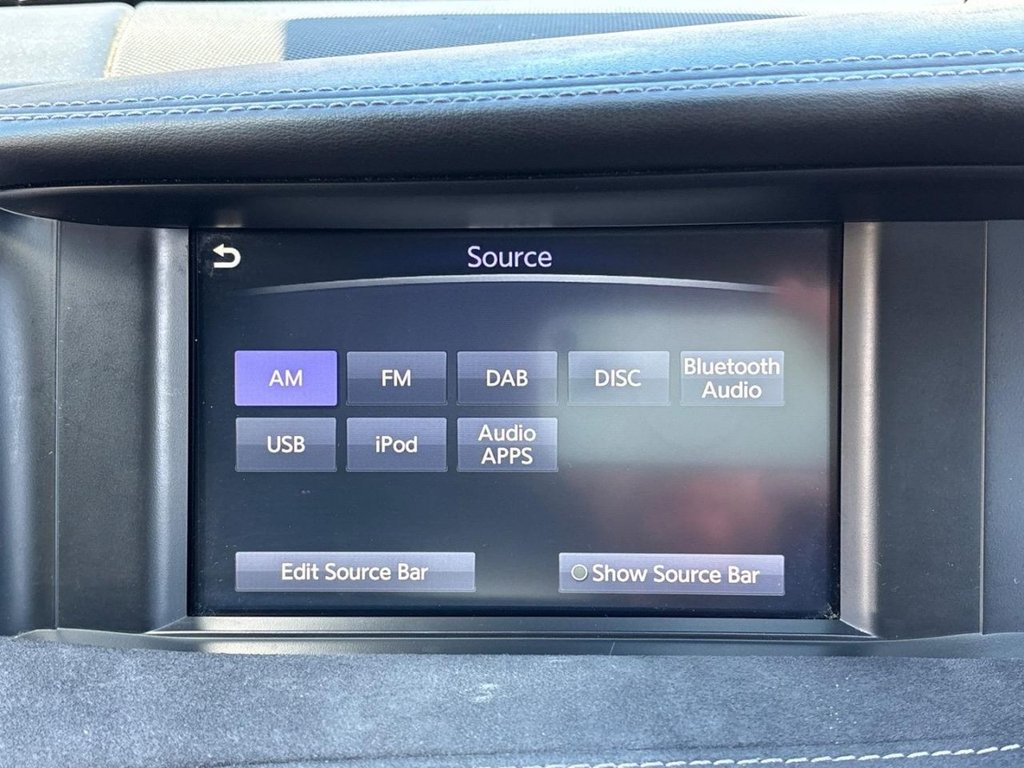 Source
AM
FM
DAB
DISC
Bluetooth
Audio
USB
iPod
Audio
APPS
Edit Source Bar
Show Source Bar